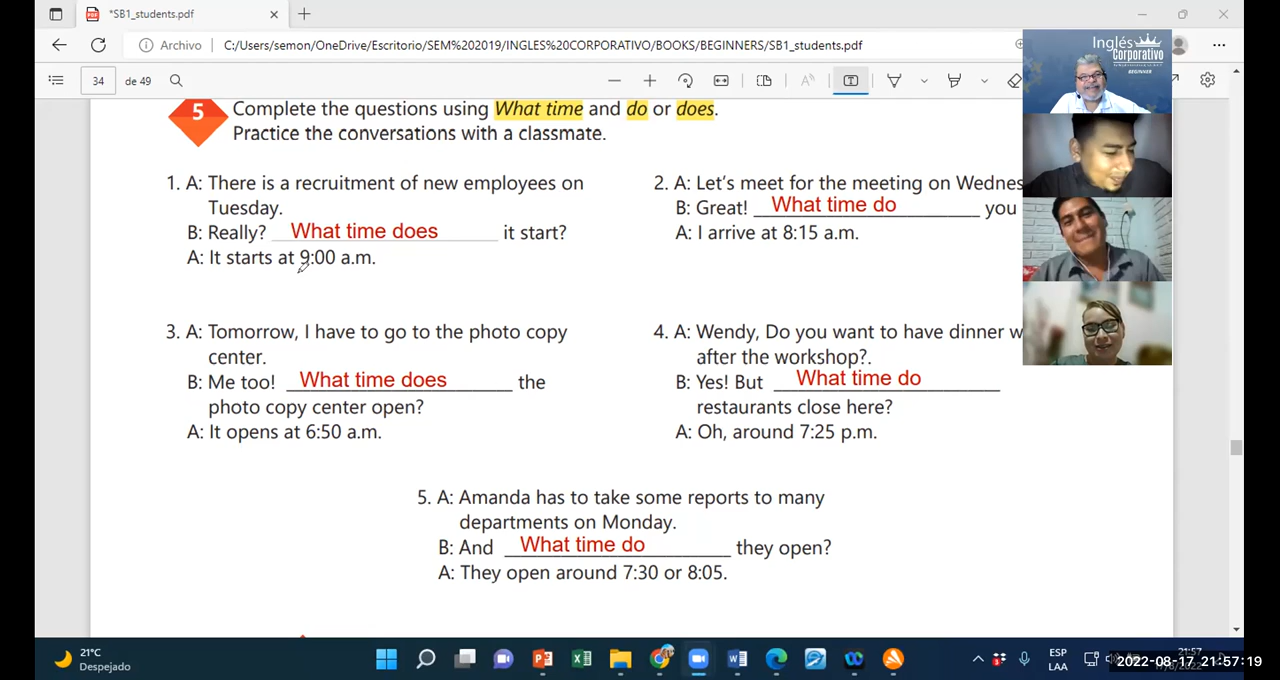 *SB1_students.pdf
Archivo
C:/Users/semon/OneDrive/Escritorio/SEM%202019/INGLES%20CORPORATIVO/BOOKS/BEGINNERS/SB1_students.pdf
34 de 49
Inglés
Corporativo
BEGINNER
5 Complete the questions using What time and do or does.
Practice the conversations with a classmate.
1. A: There is a recruitment of new employees on
Tuesday.
B: Really? What time does it start?
A: It starts at 9:00 a.m.
2. A: Let's meet for the meeting on Wednes
B: Great! What time do you
A: I arrive at 8:15 a.m.
3. A: Tomorrow, I have to go to the photo copy
center.
B: Me too! What time does the
photo copy center open?
A: It opens at 6:50 a.m.
4. A: Wendy, Do you want to have dinner w
after the workshop?.
B: Yes! But What time do
restaurants close here?
A: Oh, around 7:25 p.m.
5. A: Amanda has to take some reports to many
departments on Monday.
B: And What time do they open?
A: They open around 7:30 or 8:05.
21°C
Despejado
ESP
LAA
21:57
2022-08-17, 21:57:19